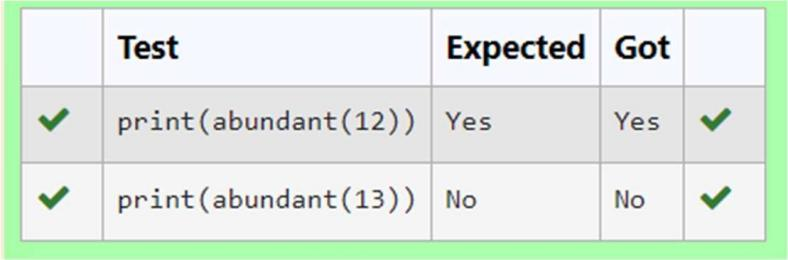 Test Expected Got
print(abundant(12)) Yes Yes
print(abundant(13)) No No